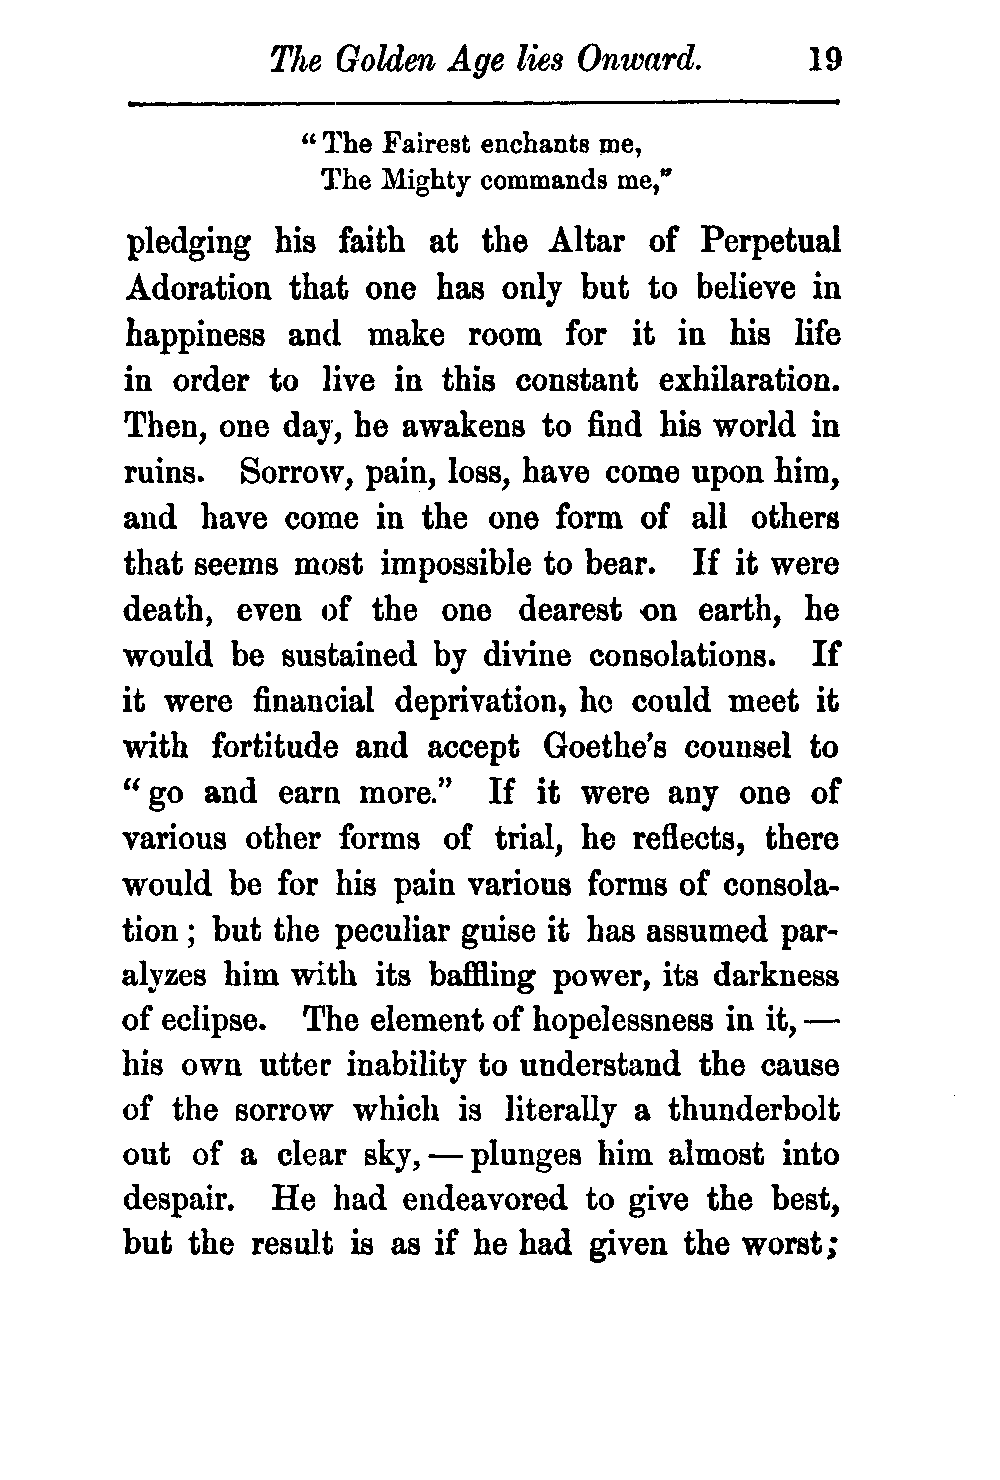 The Golden Age lies Onward. 19
“The Fairest enchants me,
The Mighty commands me,”
pledging his faith at the Altar of Perpetual
Adoration that one has only but to believe in
happiness and make room for it in his life
in order to live in this constant exhilaration.
Then, one day, he awakens to find his world in
ruins. Sorrow, pain, loss, have come upon him,
and have come in the one form of all others
that seems most impossible to bear. If it were
death, even of the one dearest on earth, he
would be sustained by divine consolations. If
it were financial deprivation, he could meet it
with fortitude and accept Goethe's counsel to
“go and earn more.” If it were any one of
various other forms of trial, he reflects, there
would be for his pain various forms of consola-
tion; but the peculiar guise it has assumed par-
alyzes him with its baffling power, its darkness
of eclipse. The element of hopelessness in it, —
his own utter inability to understand the cause
of the sorrow which is literally a thunderbolt
out of a clear sky, — plunges him almost into
despair. He had endeavored to give the best,
but the result is as if he had given the worst;